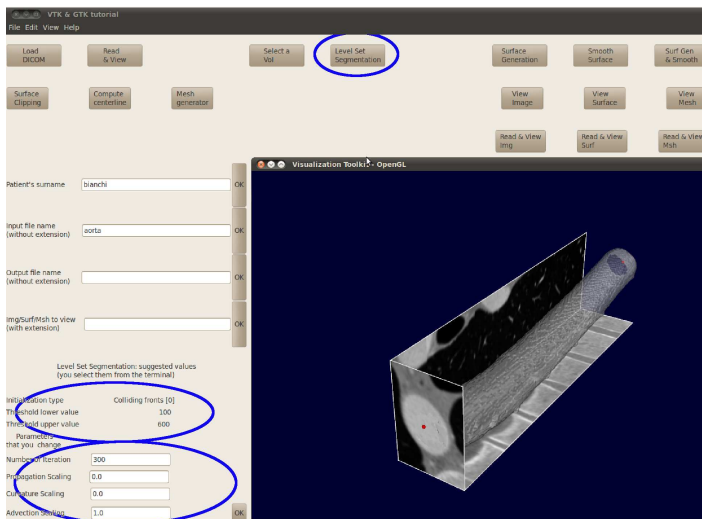 VTK & GTK tutorial
File Edit View Help
Load DICOM
Read & View
Select a Vol
Level Set Segmentation
Surface Generation
Smooth Surface
Surf Gen & Smooth
Surface Clipping
Compute centerline
Mesh generator
View Image
View Surface
View Mesh
Read & View Img
Read & View Surf
Read & View Msh
Visualization Toolkit - OpenGL
Patient's surname bianchi OK
Input file name (without extension) aorta OK
Output file name (without extension) OK
Img/Surf/Msh to view (with extension) OK
Level Set Segmentation: suggested values
(you select them from the terminal)
Initialization type Colliding fronts [0]
Threshold lower value 100
Threshold upper value 600
Parameters
that you change
Number of Iteration 300
Propagation Scaling 0.0
Curvature Scaling 0.0
Advection Scaling 1.0 OK